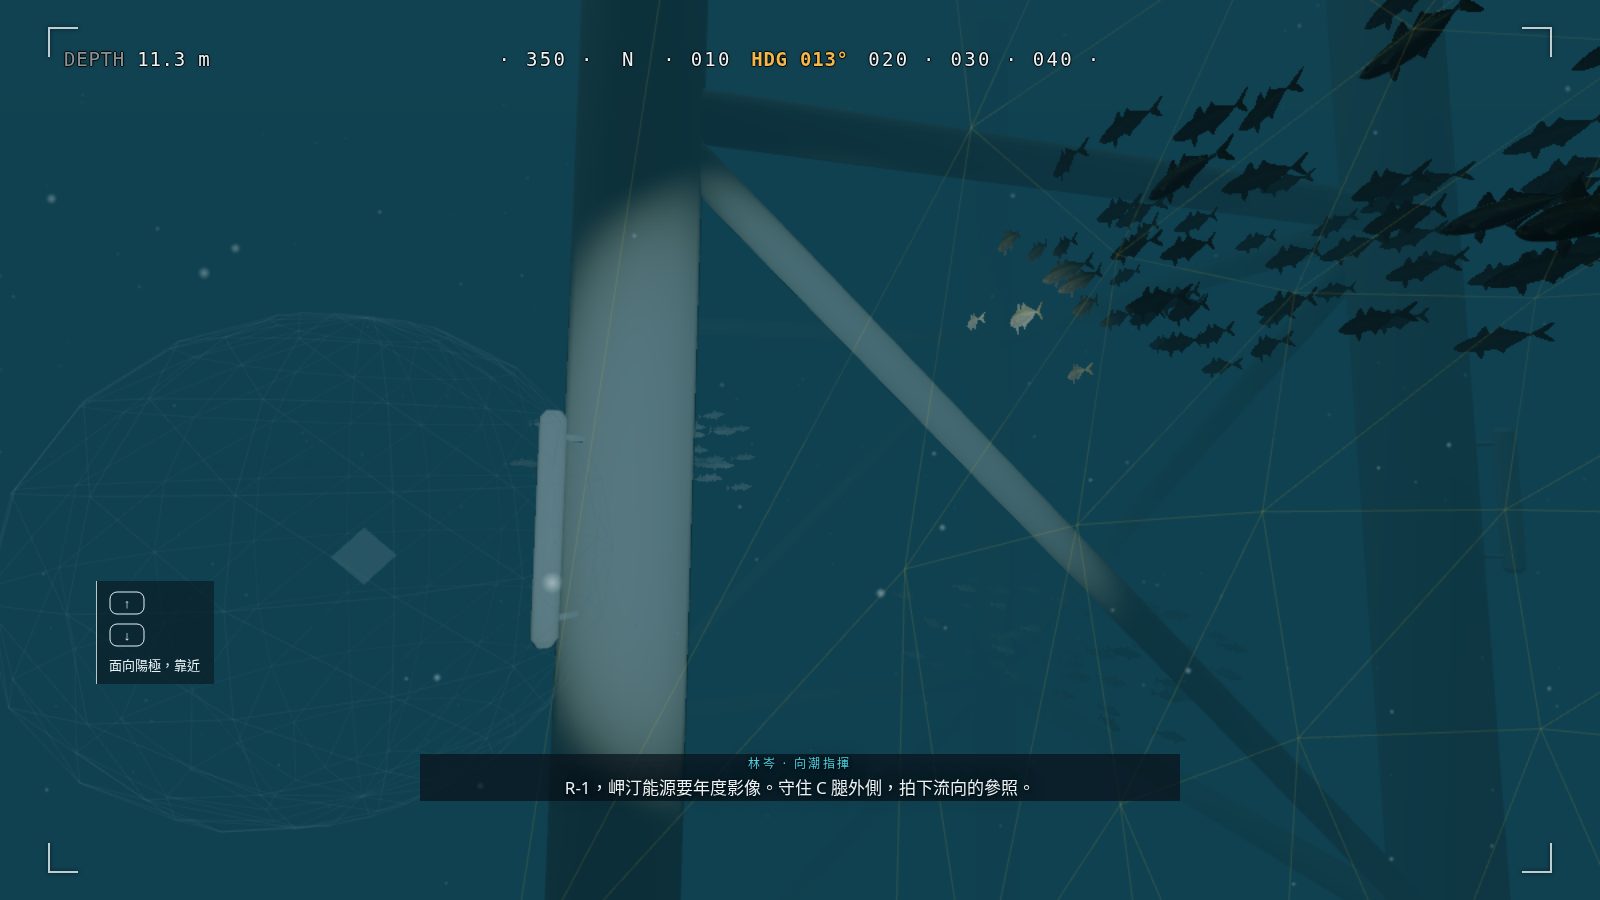 DEPTH 11.3 m
· 350 · N · 010 HDG 013° 020 · 030 · 040 ·
↑
↓
面向陽極，靠近
林岑 · 向潮指揮
R-1，岬汀能源要年度影像。守住 C 腿外側，拍下流向的參照。